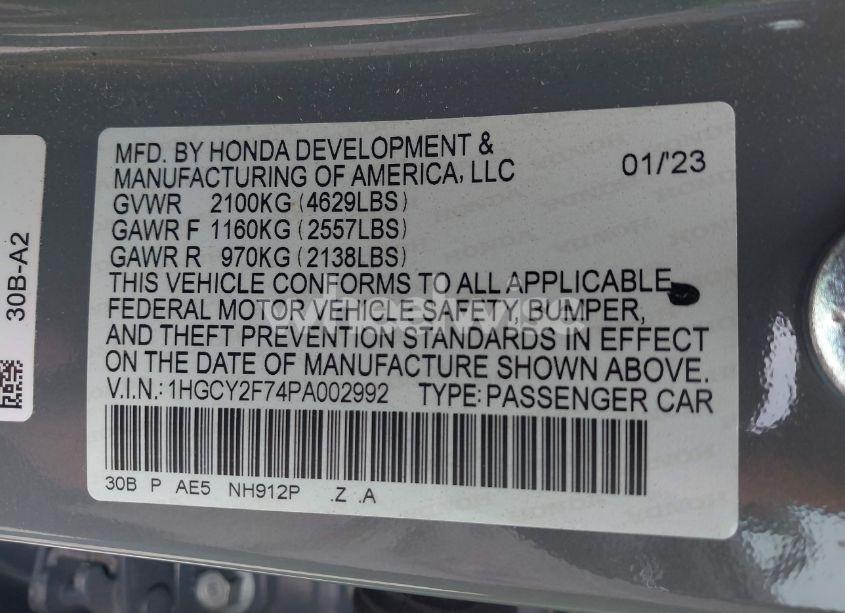 MFD. BY HONDA DEVELOPMENT &
MANUFACTURING OF AMERICA, LLC
01/'23
GVWR 2100KG (4629LBS)
GAWR F 1160KG (2557LBS)
GAWR R 970KG (2138LBS)
THIS VEHICLE CONFORMS TO ALL APPLICABLE
FEDERAL MOTOR VEHICLE SAFETY, BUMPER,
AND THEFT PREVENTION STANDARDS IN EFFECT
ON THE DATE OF MANUFACTURE SHOWN ABOVE.
V.I.N.: 1HGCY2F74PA002992 TYPE: PASSENGER CAR
30B P AE5 NH912P .Z .A
30B-A2